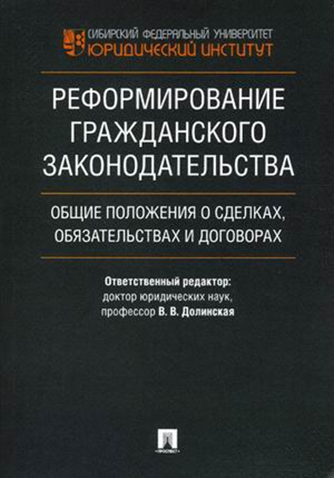 СИБИРСКИЙ ФЕДЕРАЛЬНЫЙ УНИВЕРСИТЕТ
ЮРИДИЧЕСКИЙ ИНСТИТУТ
РЕФОРМИРОВАНИЕ
ГРАЖДАНСКОГО
ЗАКОНОДАТЕЛЬСТВА
ОБЩИЕ ПОЛОЖЕНИЯ О СДЕЛКАХ,
ОБЯЗАТЕЛЬСТВАХ И ДОГОВОРАХ
Ответственный редактор:
доктор юридических наук,
профессор В. В. Долинская
ПРОСПЕКТ